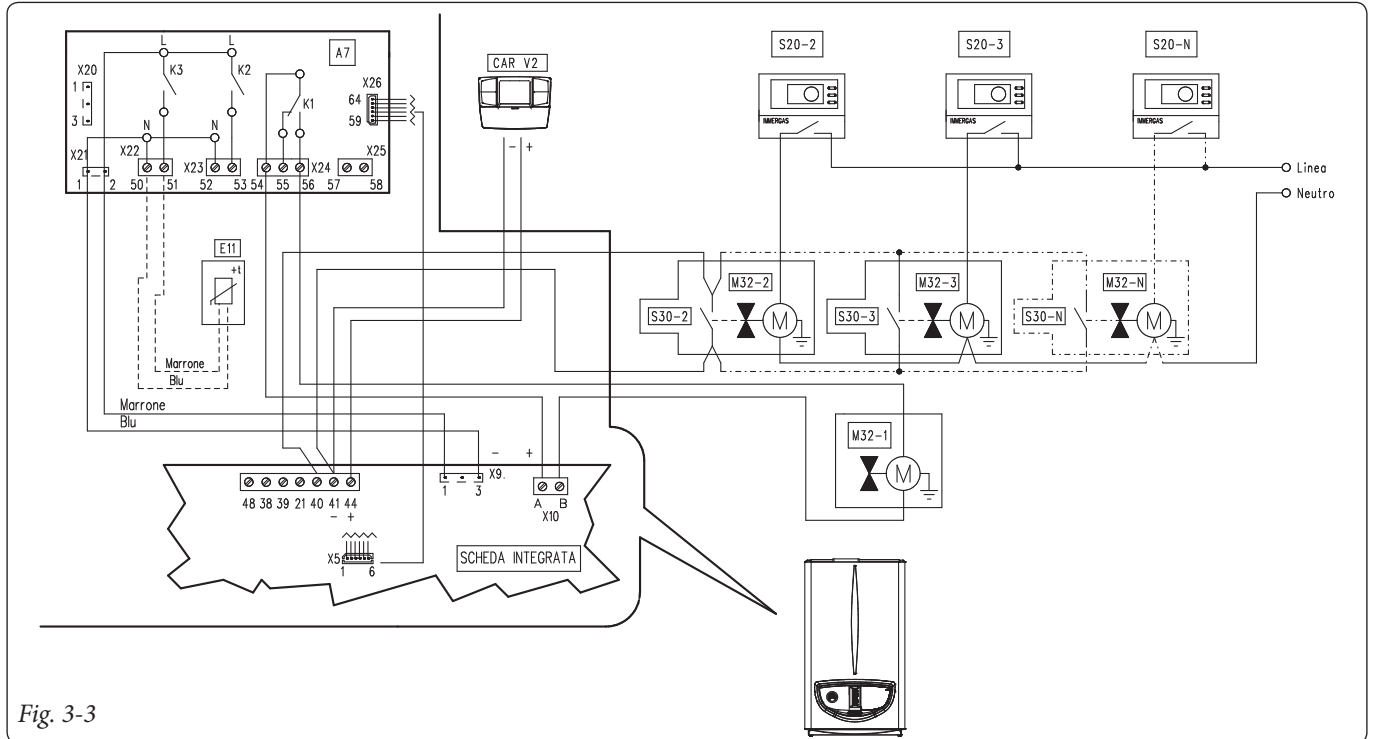 A7
L L
K3 K2
X20
1
3
K1
X26
64
59
N N
X21
X22
X23
X24
X25
1 2 50 51 52 53 54 55 56 57 58
CAR V2
- +
S20-2
S20-3
S20-N
IMMERGAS
IMMERGAS
IMMERGAS
Linea
Neutro
E11
+t
Marrone
Blu
Marrone
Blu
S30-2
M32-2
M
S30-3
M32-3
M
S30-N
M32-N
M
M32-1
M
- +
X9.
1 3
48 38 39 21 40 41 44
- +
A B
X10
X5
1 6
SCHEDA INTEGRATA
Fig. 3-3